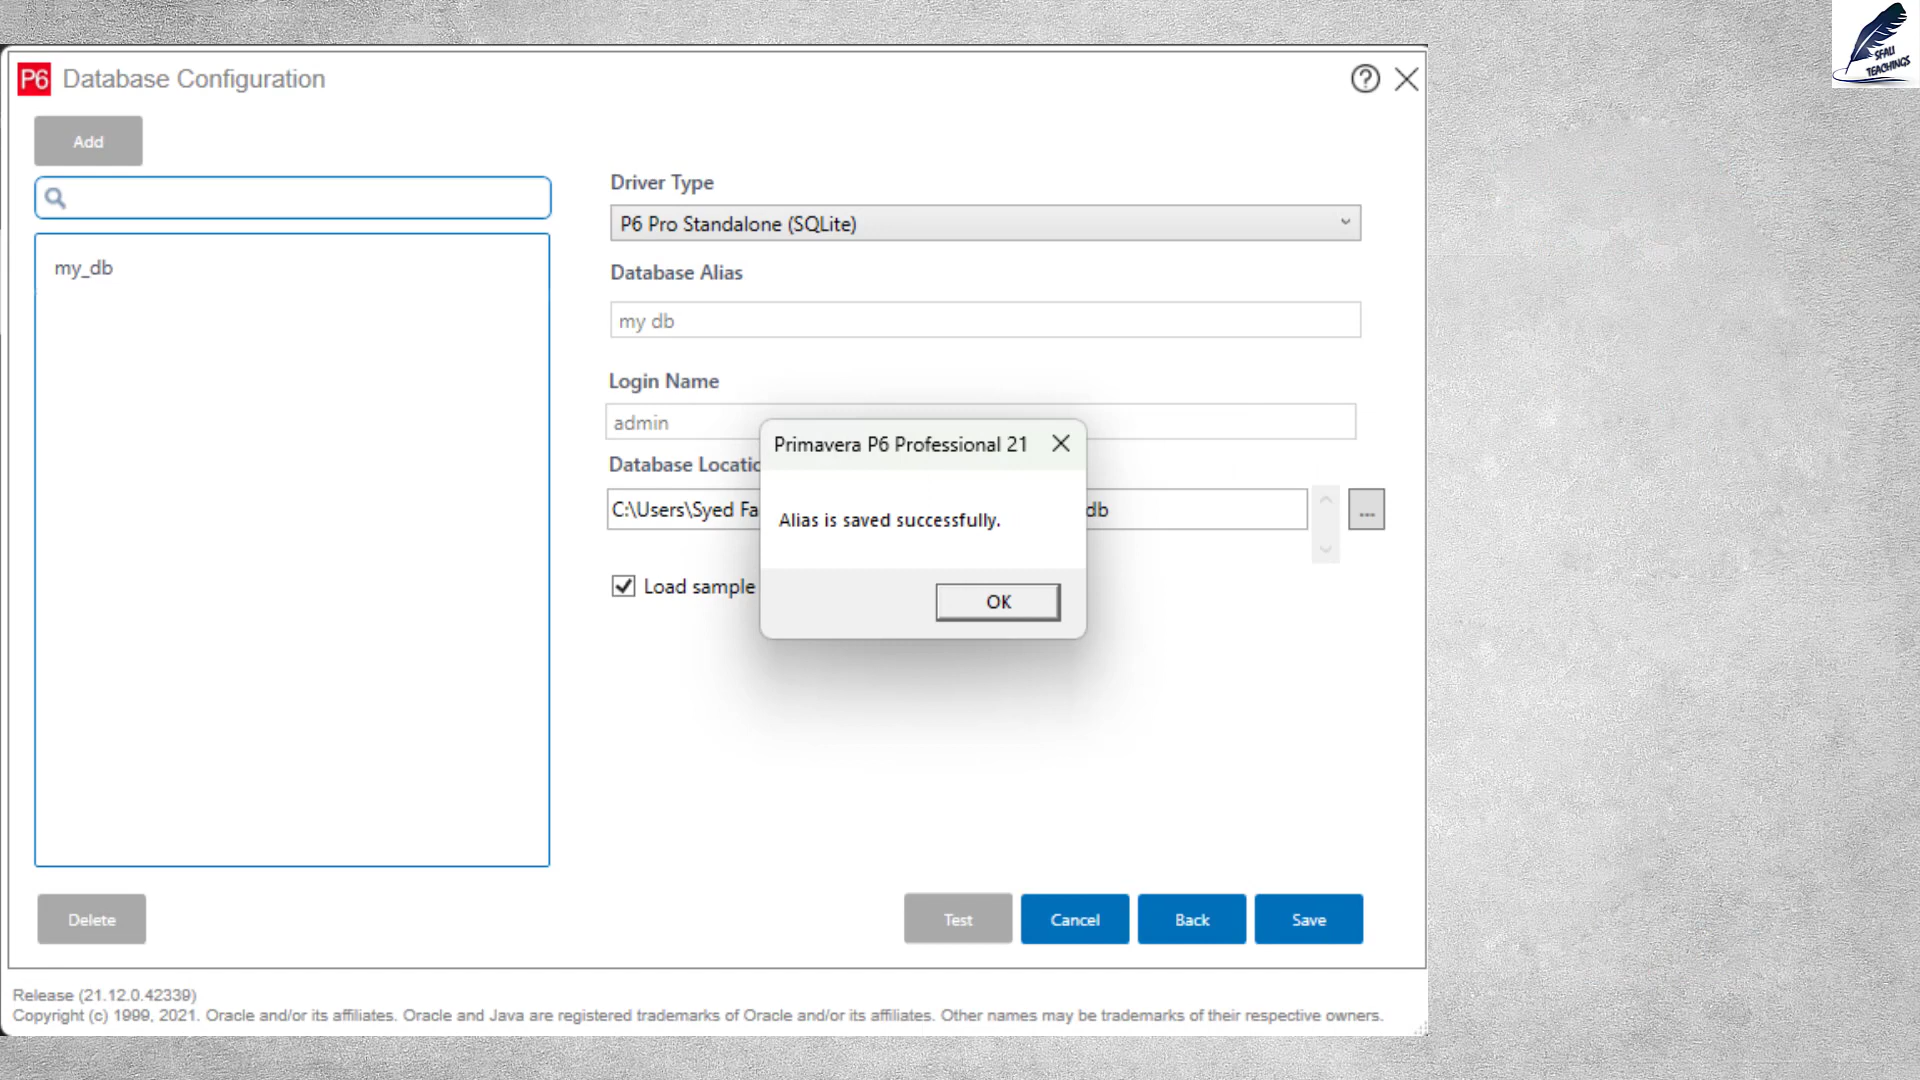 SFALI
TEACHINGS
P6 Database Configuration
Add
my_db
Driver Type
P6 Pro Standalone (SQLite)
Database Alias
my db
Login Name
admin
Database Locatio
C:\Users\Syed Fa
db
Load sample
Primavera P6 Professional 21
Alias is saved successfully.
OK
Delete
Test
Cancel
Back
Save
Release (21.12.0.42339)
Copyright (c) 1999, 2021. Oracle and/or its affiliates. Oracle and Java are registered trademarks of Oracle and/or its affiliates. Other names may be trademarks of their respective owners.